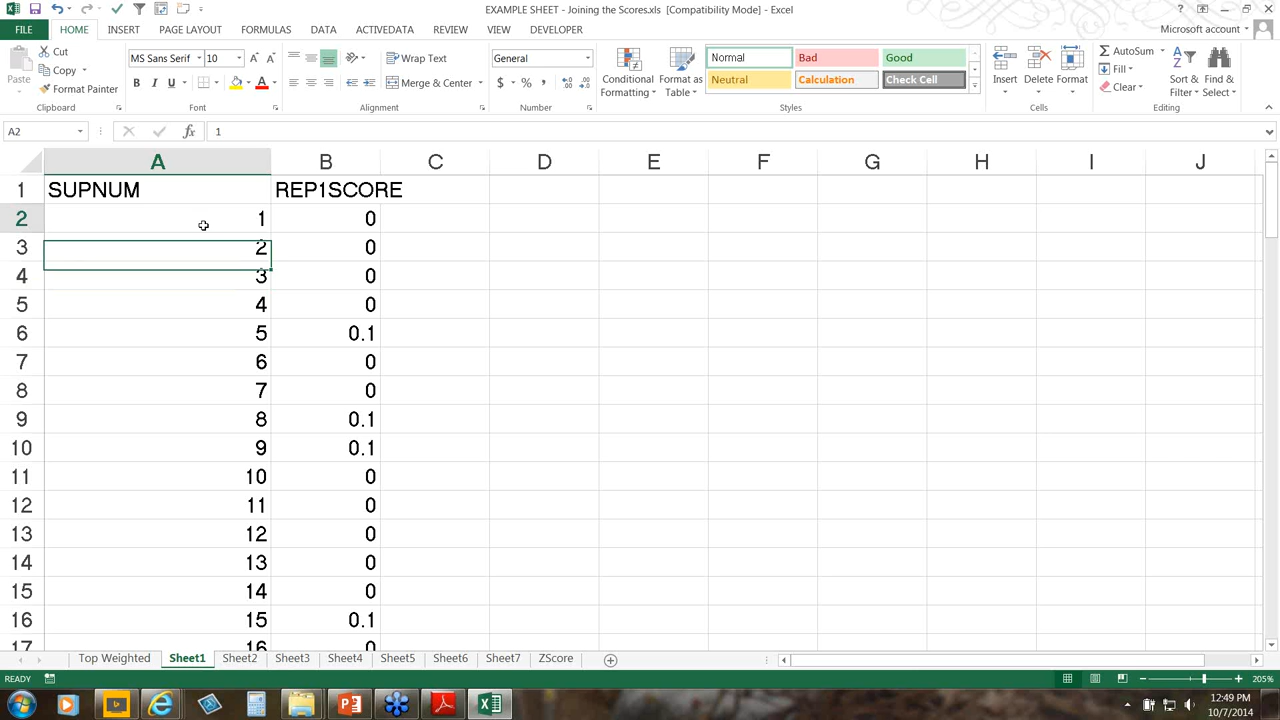 EXAMPLE SHEET - Joining the Scores.xls [Compatibility Mode] - Excel
FILE HOME INSERT PAGE LAYOUT FORMULAS DATA ACTIVEDATA REVIEW VIEW DEVELOPER Microsoft account
Paste
Cut
Copy
Format Painter
MS Sans Serif 10
B I U
Wrap Text
Merge & Center
General
$ % ,
Conditional Formatting
Format as Table
Normal Bad Good
Neutral Calculation Check Cell
Insert Delete Format
AutoSum
Fill
Clear
Sort & Filter
Find & Select
Clipboard Font Alignment Number Styles Cells Editing
A2 fx 1
A B C D E F G H I J
1 SUPNUM REP1SCORE
2 1 0
3 2 0
4 3 0
5 4 0
6 5 0.1
7 6 0
8 7 0
9 8 0.1
10 9 0.1
11 10 0
12 11 0
13 12 0
14 13 0
15 14 0
16 15 0.1
17 16 0
Top Weighted Sheet1 Sheet2 Sheet3 Sheet4 Sheet5 Sheet6 Sheet7 ZScore
READY 205%
12:49 PM
10/7/2014